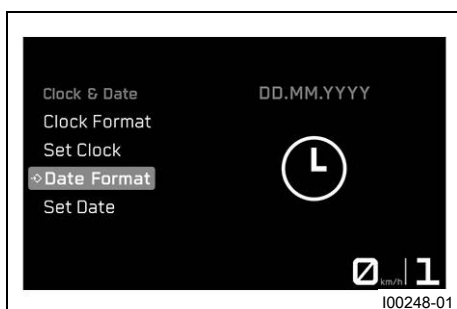 Clock & Date
DD.MM.YYYY
Clock Format
Set Clock
Date Format
Set Date
0 km/h 1
I00248-01